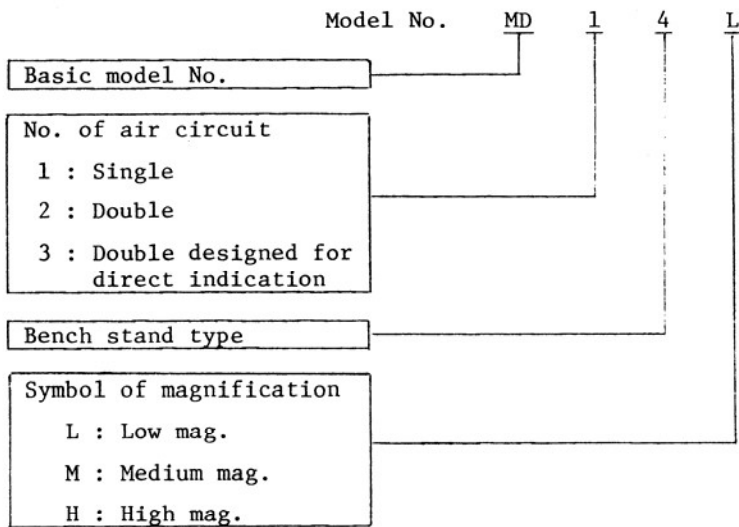 Model No. MD 1 4 L
Basic model No.
No. of air circuit
1 : Single
2 : Double
3 : Double designed for
direct indication
Bench stand type
Symbol of magnification
L : Low mag.
M : Medium mag.
H : High mag.